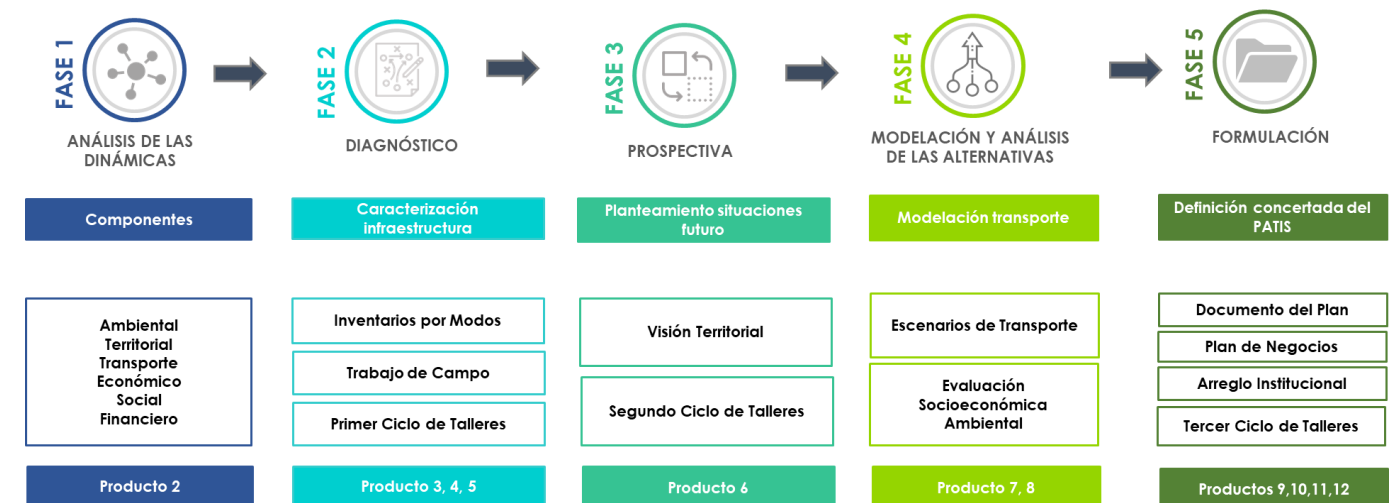 FASE 1
ANÁLISIS DE LAS
DINÁMICAS
FASE 2
DIAGNÓSTICO
FASE 3
PROSPECTIVA
FASE 4
MODELACIÓN Y ANÁLISIS
DE LAS ALTERNATIVAS
FASE 5
FORMULACIÓN
Componentes
Caracterización
infraestructura
Planteamiento situaciones
futuro
Modelación transporte
Definición concertada del
PATIS
Ambiental
Territorial
Transporte
Económico
Social
Financiero
Inventarios por Modos
Trabajo de Campo
Primer Ciclo de Talleres
Visión Territorial
Segundo Ciclo de Talleres
Escenarios de Transporte
Evaluación
Socioeconómica
Ambiental
Documento del Plan
Plan de Negocios
Arreglo Institucional
Tercer Ciclo de Talleres
Producto 2
Producto 3, 4, 5
Producto 6
Producto 7, 8
Productos 9,10,11,12